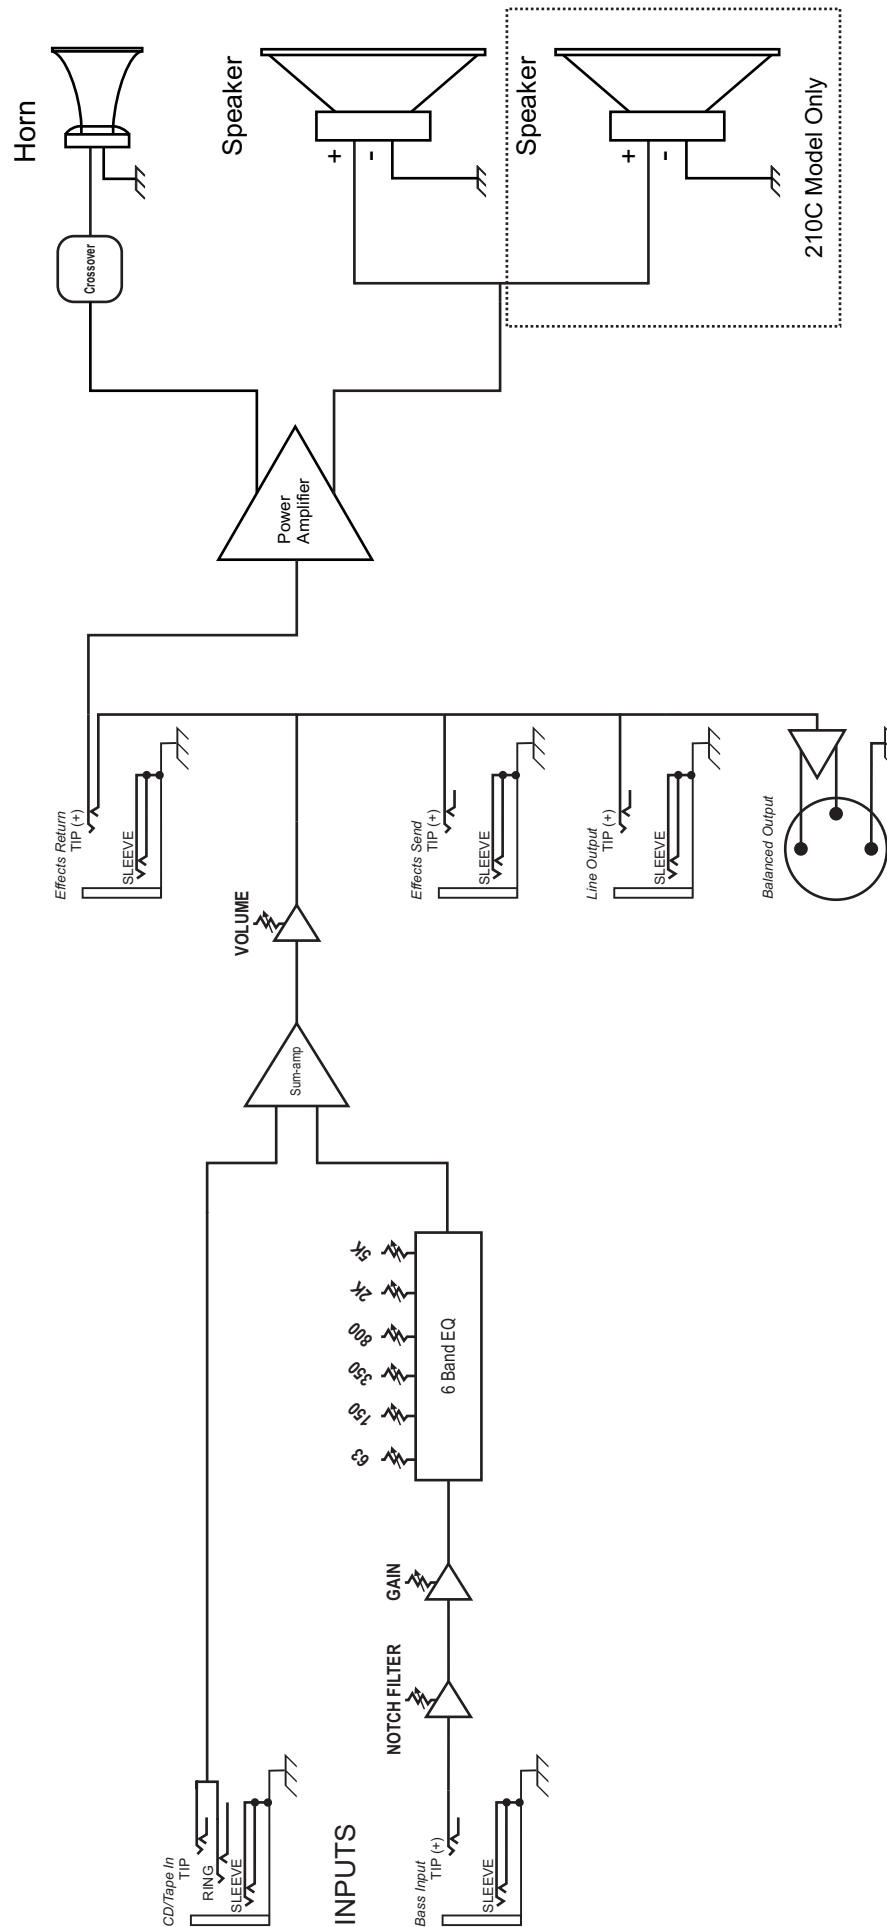 CD/Tape In
TIP
RING
SLEEVE
INPUTS
Bass Input
TIP (+)
SLEEVE
NOTCH FILTER
GAIN
63
150
350
800
2K
5K
6 Band EQ
Sum-amp
VOLUME
Effects Return
TIP (+)
SLEEVE
Effects Send
TIP (+)
SLEEVE
Line Output
TIP (+)
SLEEVE
Balanced Output
Power
Amplifier
Crossover
Horn
Speaker
+
-
Speaker
+
-
210C Model Only